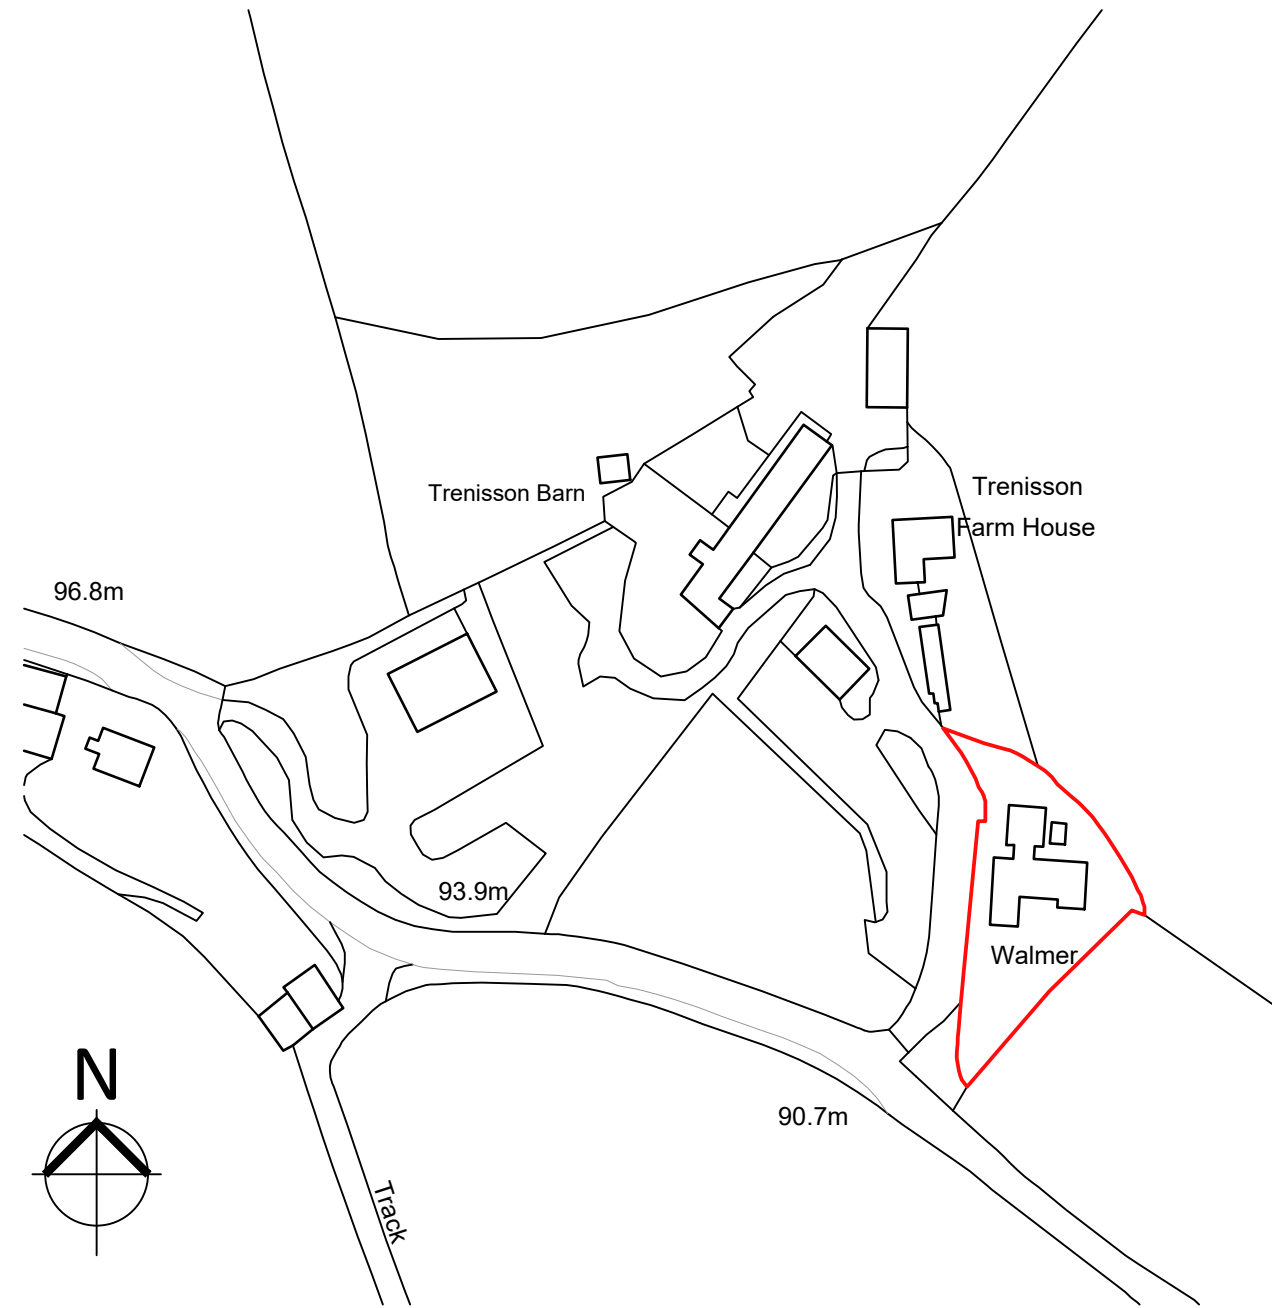 Trenisson Barn
Trenisson
Farm House
96.8m
93.9m
Walmer
N
90.7m
Track